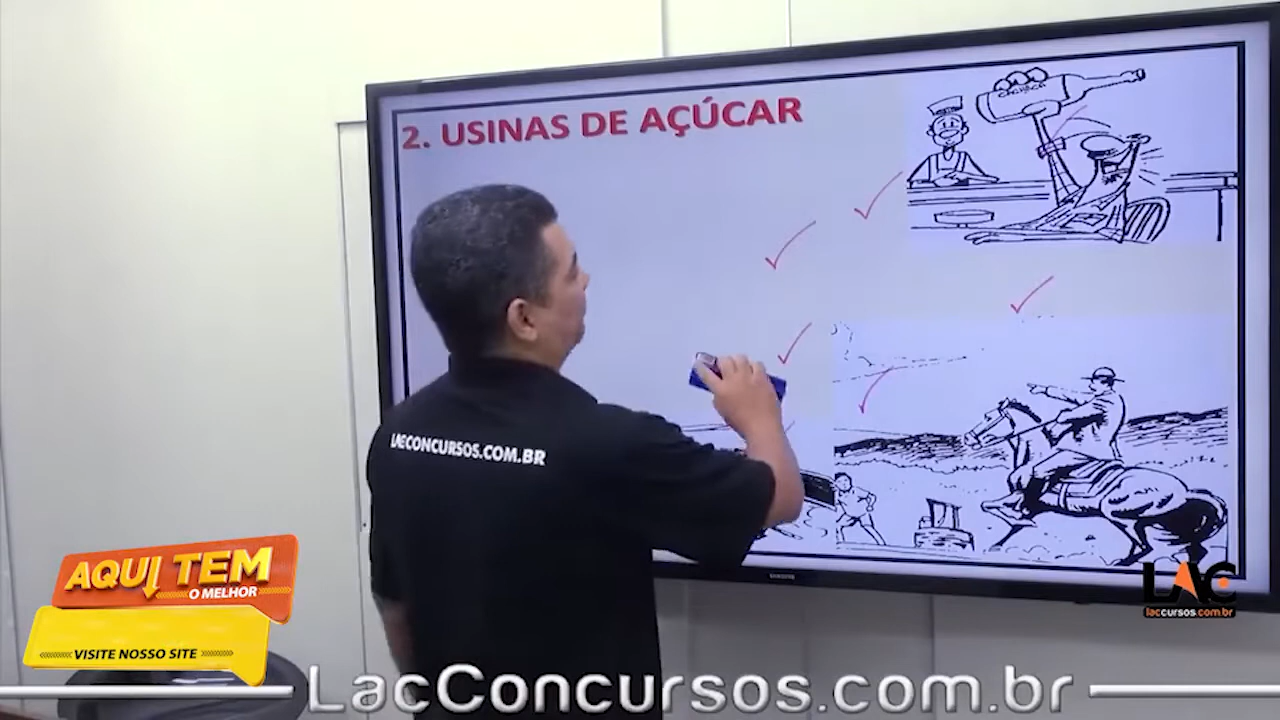 2. USINAS DE AÇÚCAR
CACHAÇA
LACCONCURSOS.COM.BR
SAMSUNG
AQUI TEM
O MELHOR
VISITE NOSSO SITE
LAC
laccursos.com.br
LacConcursos.com.br